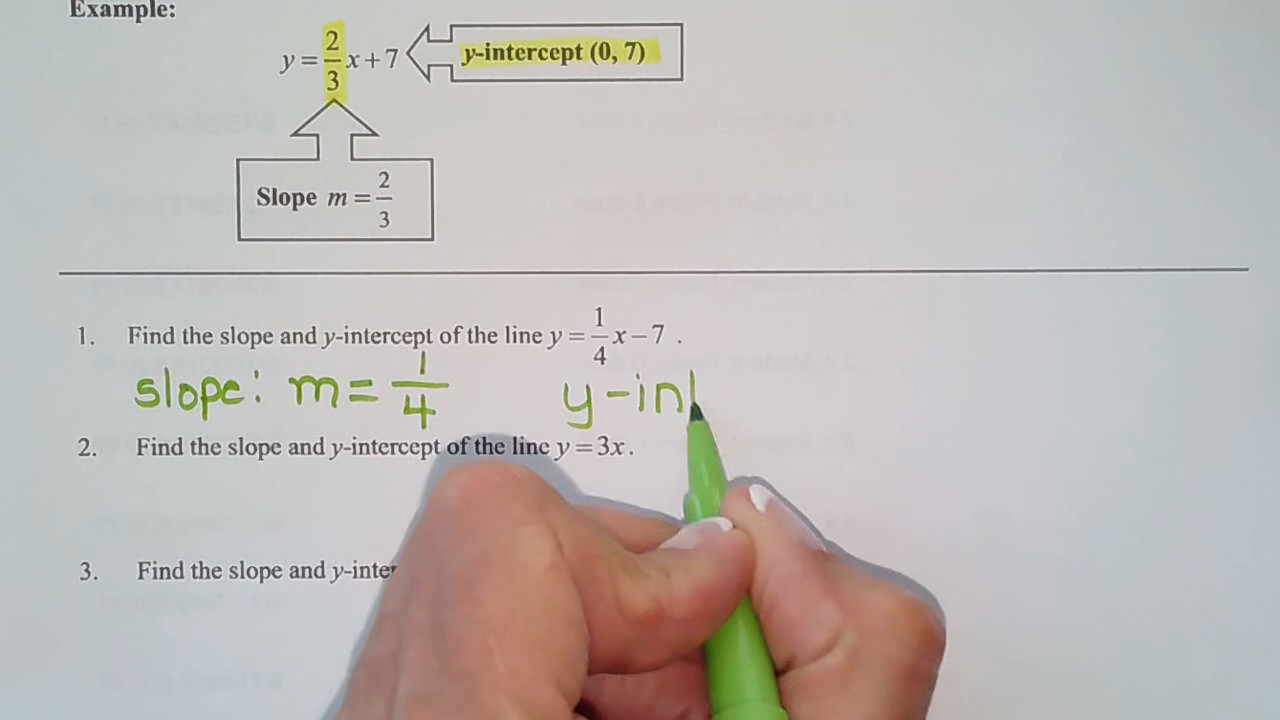 Example:
y = 2/3 x + 7
y-intercept (0, 7)
Slope m = 2/3
1. Find the slope and y-intercept of the line y = 1/4 x − 7 .
slope: m = 1/4 y-in
2. Find the slope and y-intercept of the line y = 3x.
3. Find the slope and y-inte